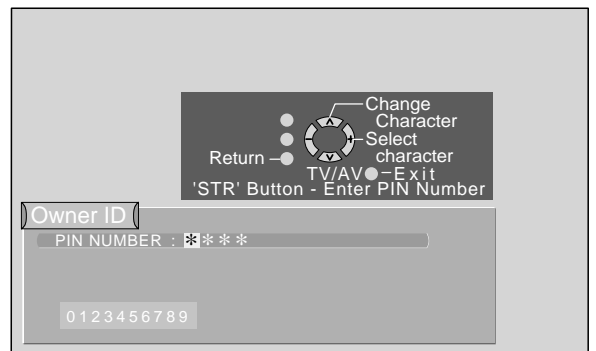 Change
Character
Select
character
Return
TV/AV Exit
'STR' Button - Enter PIN Number
Owner ID
PIN NUMBER : ****
0123456789